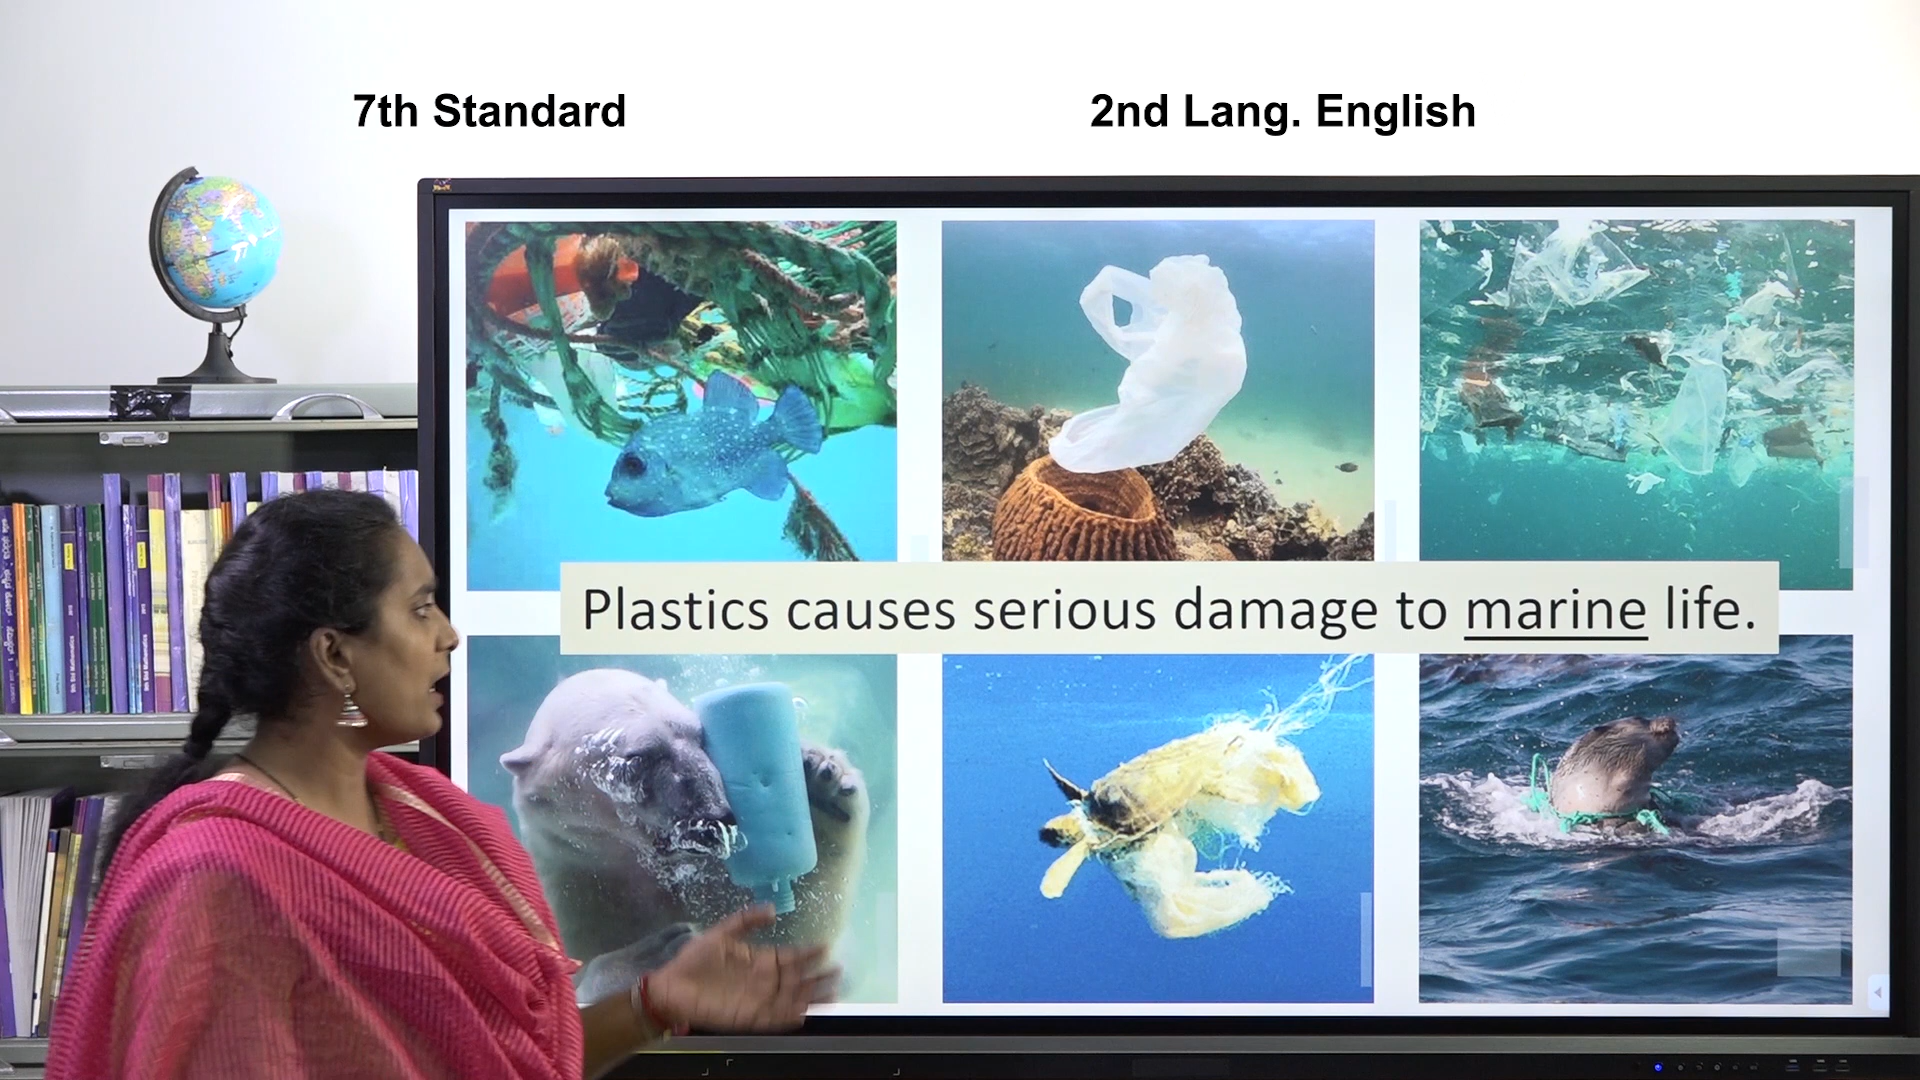 7th Standard
2nd Lang. English
Plastics causes serious damage to marine life.